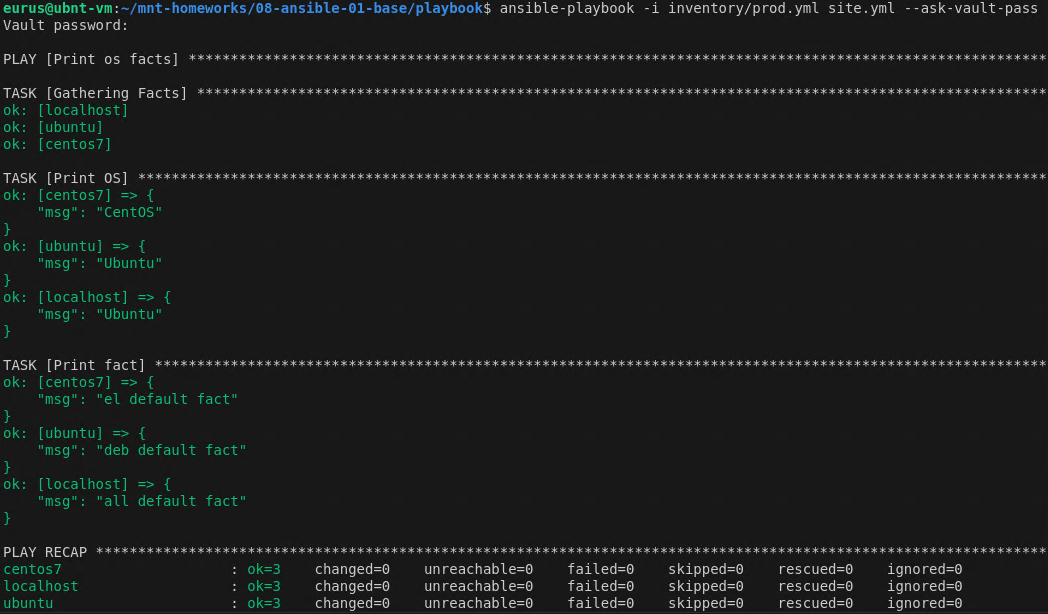 eurus@ubnt-vm:~/mnt-homeworks/08-ansible-01-base/playbook$ ansible-playbook -i inventory/prod.yml site.yml --ask-vault-pass
Vault password:
PLAY [Print os facts] ******************************************************************************************************
TASK [Gathering Facts] *****************************************************************************************************
ok: [localhost]
ok: [ubuntu]
ok: [centos7]
TASK [Print OS] ************************************************************************************************************
ok: [centos7] => {
    "msg": "CentOS"
}
ok: [ubuntu] => {
    "msg": "Ubuntu"
}
ok: [localhost] => {
    "msg": "Ubuntu"
}
TASK [Print fact] **********************************************************************************************************
ok: [centos7] => {
    "msg": "el default fact"
}
ok: [ubuntu] => {
    "msg": "deb default fact"
}
ok: [localhost] => {
    "msg": "all default fact"
}
PLAY RECAP *****************************************************************************************************************
centos7                    : ok=3    changed=0    unreachable=0    failed=0    skipped=0    rescued=0    ignored=0
localhost                  : ok=3    changed=0    unreachable=0    failed=0    skipped=0    rescued=0    ignored=0
ubuntu                     : ok=3    changed=0    unreachable=0    failed=0    skipped=0    rescued=0    ignored=0